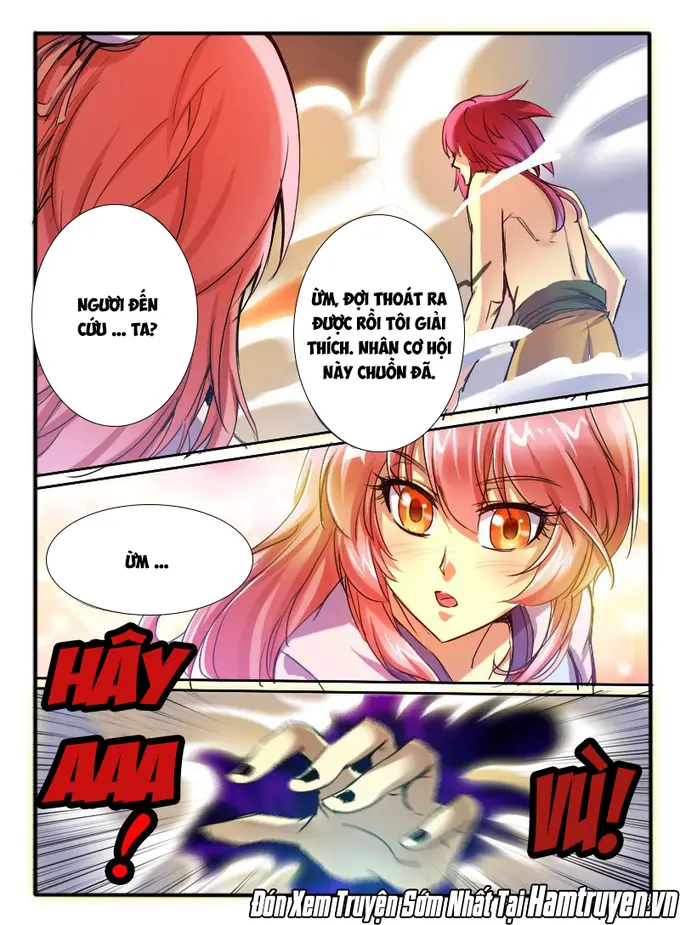 NGƯƠI ĐẾN
CỨU ... TA?
ỪM, ĐỢI THOÁT RA
ĐƯỢC RỒI TÔI GIẢI
THÍCH. NHÂN CƠ HỘI
NÀY CHUỒN ĐÃ.
ỪM ...
HÂY
AAA
!
VÙ!
Đón Xem Truyện Sớm Nhất Tại Hamtruyen.vn